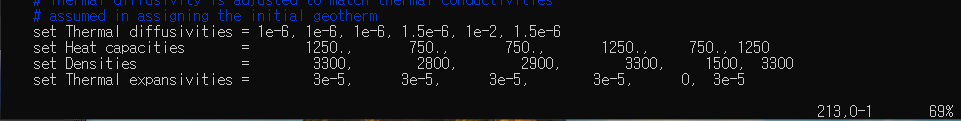 # Thermal diffusivity is adjusted to match thermal conductivities
# assumed in assigning the initial geotherm
set Thermal diffusivities = 1e-6, 1e-6, 1e-6, 1.5e-6, 1e-2, 1.5e-6
set Heat capacities = 1250., 750., 750., 1250., 750., 1250
set Densities = 3300, 2800, 2900, 3300, 1500, 3300
set Thermal expansivities = 3e-5, 3e-5, 3e-5, 3e-5, 0, 3e-5
213,0-1 69%